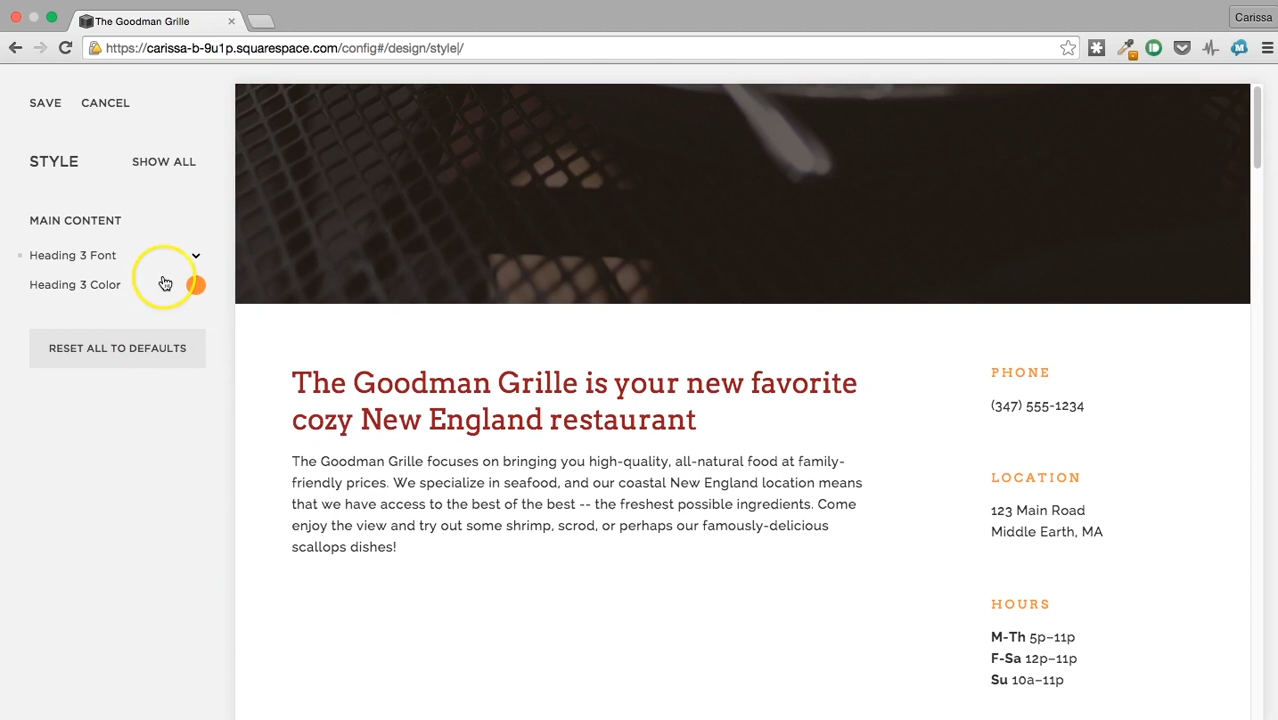 The Goodman Grille
Carissa
https://carissa-b-9u1p.squarespace.com/config#/design/style/
SAVE CANCEL
STYLE SHOW ALL
MAIN CONTENT
Heading 3 Font
Heading 3 Color
RESET ALL TO DEFAULTS
The Goodman Grille is your new favorite
cozy New England restaurant
The Goodman Grille focuses on bringing you high-quality, all-natural food at family-
friendly prices. We specialize in seafood, and our coastal New England location means
that we have access to the best of the best -- the freshest possible ingredients. Come
enjoy the view and try out some shrimp, scrod, or perhaps our famously-delicious
scallops dishes!
PHONE
(347) 555-1234
LOCATION
123 Main Road
Middle Earth, MA
HOURS
M-Th 5p–11p
F-Sa 12p–11p
Su 10a–11p